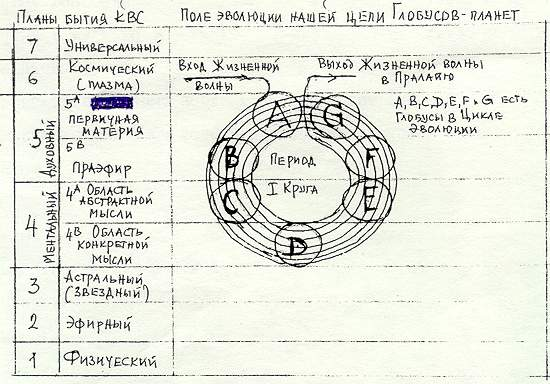 Планы бытия КВС
Поле эволюции нашей цепи Глобусов-планет
7 Универсальный
6 Космический
(плазма)
Вход Жизненной
волны
Выход Жизненной волны
в Пралайю
5 Духовный
5А
первичная
материя
5В
Праэфир
A, B, C, D, E, F и G есть
Глобусы в Цикле
Эволюции
A G
B F
C E
D
Период
I Круга
4 Ментальный
4А Область
абстрактной
мысли
4В Область
конкретной
мысли
3 Астральный
(звездный)
2 Эфирный
1 Физический